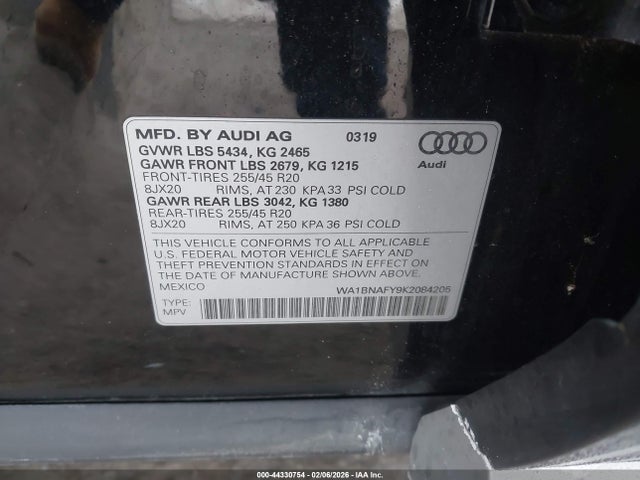 MFD. BY AUDI AG 0319
GVWR LBS 5434, KG 2465
GAWR FRONT LBS 2679, KG 1215
FRONT-TIRES 255/45 R20
8JX20 RIMS, AT 230 KPA 33 PSI COLD
GAWR REAR LBS 3042, KG 1380
REAR-TIRES 255/45 R20
8JX20 RIMS, AT 250 KPA 36 PSI COLD
Audi
THIS VEHICLE CONFORMS TO ALL APPLICABLE
U.S. FEDERAL MOTOR VEHICLE SAFETY AND
THEFT PREVENTION STANDARDS IN EFFECT ON
THE DATE OF MANUFACTURE SHOWN ABOVE.
MEXICO WA1BNAFY9K2084205
TYPE:
MPV
000-44330754 - 02/06/2026 - IAA Inc.